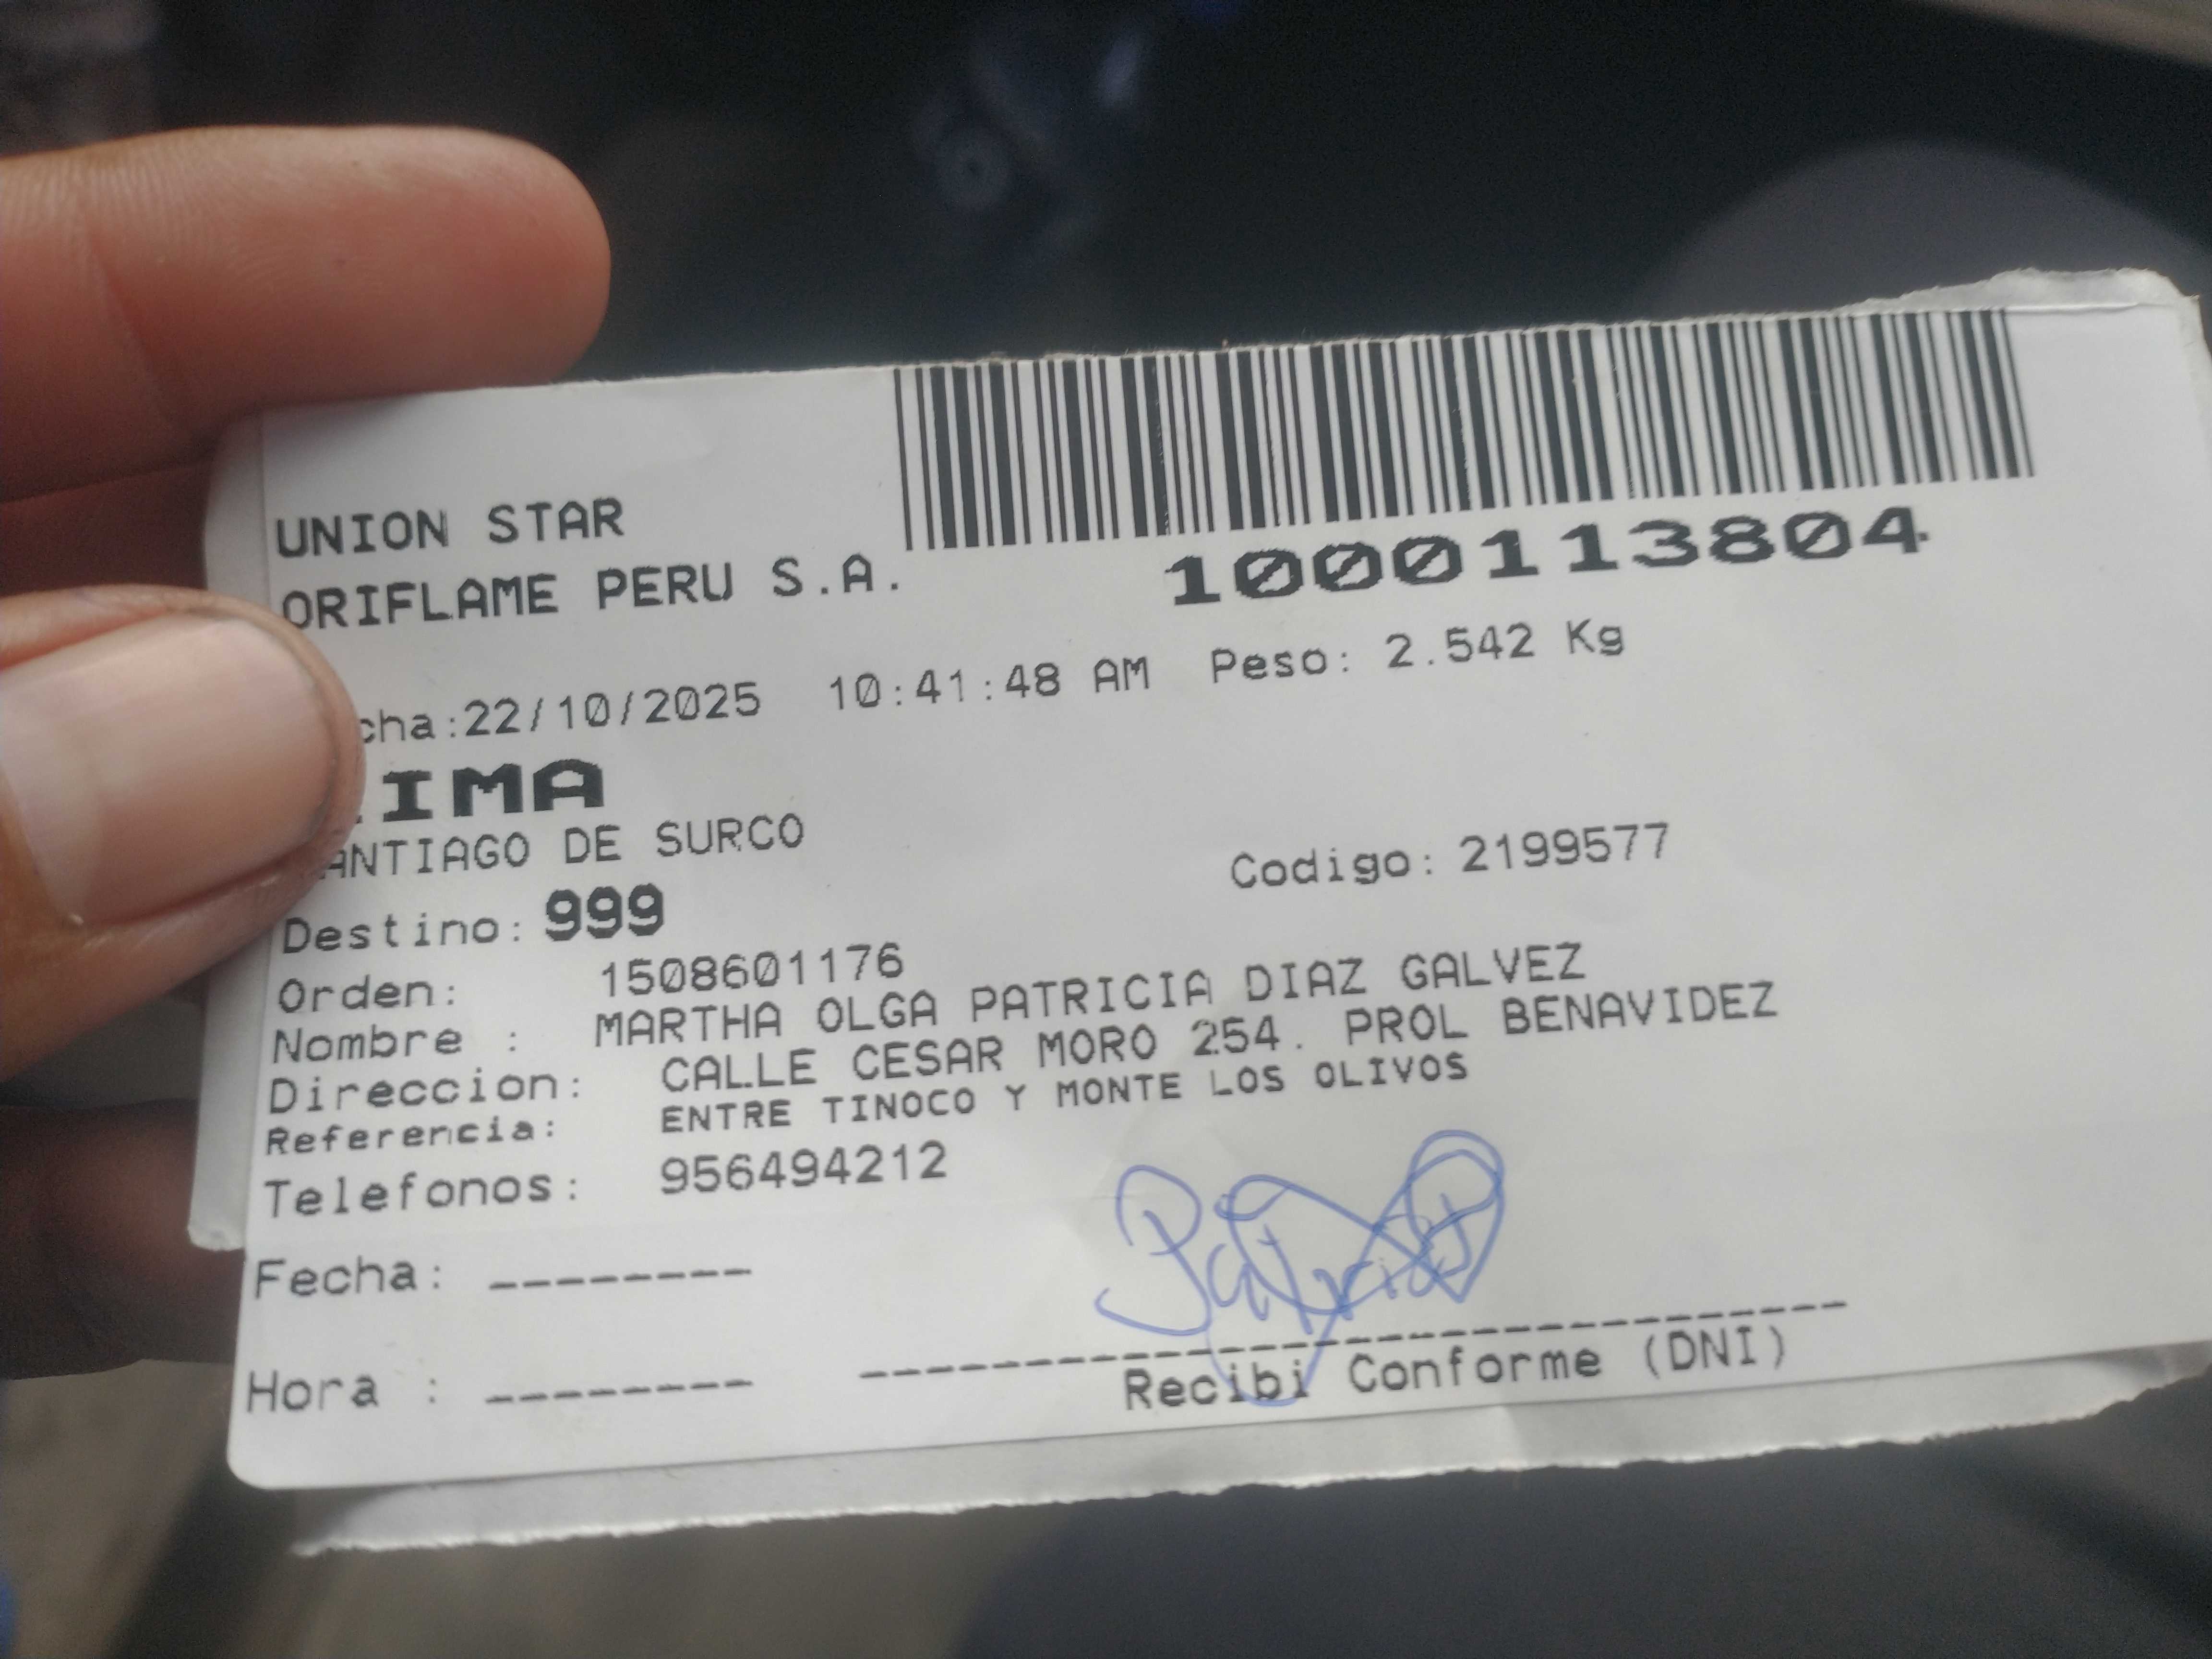 UNION STAR
ORIFLAME PERU S.A.
1000113804
cha:22/10/2025 10:41:48 AM Peso: 2.542 Kg
IMA
ANTIAGO DE SURCO
Codigo: 2199577
Destino: 999
Orden: 1508601176
Nombre : MARTHA OLGA PATRICIA DIAZ GALVEZ
Direccion: CALLE CESAR MORO 254. PROL BENAVIDEZ
Referencia: ENTRE TINOCO Y MONTE LOS OLIVOS
Telefonos: 956494212
Fecha: --------
Hora : --------
Recibi Conforme (DNI)